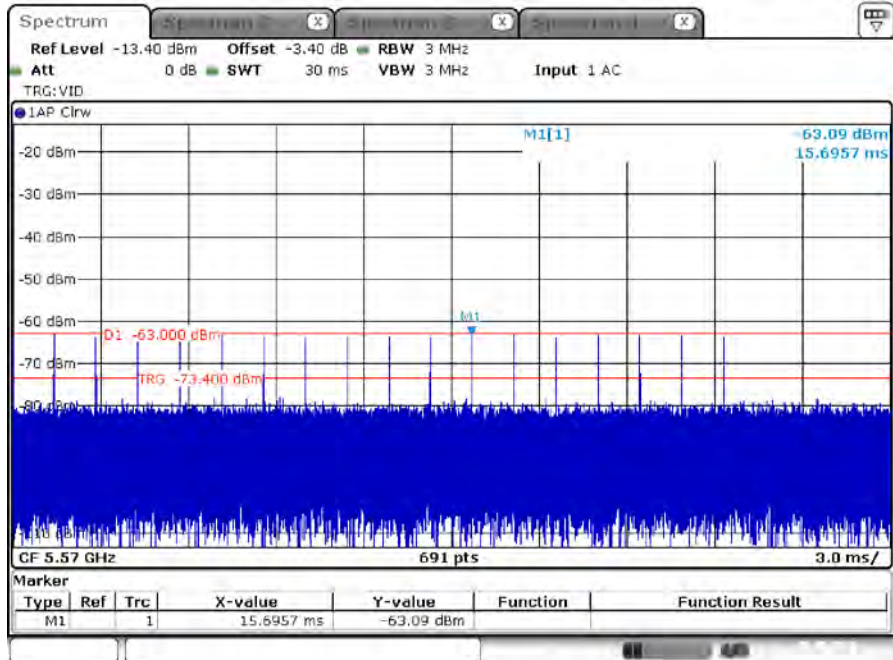 Spectrum
Ref Level -13.40 dBm Offset -3.40 dB RBW 3 MHz
Att 0 dB SWT 30 ms VBW 3 MHz Input 1 AC
TRG:VID
1AP Clrw
M1[1] -63.09 dBm
15.6957 ms
-20 dBm
-30 dBm
-40 dBm
-50 dBm
-60 dBm
M1
D1 -63.000 dBm
-70 dBm
TRG -73.400 dBm
CF 5.57 GHz 691 pts 3.0 ms/
Marker
Type Ref Trc X-value Y-value Function Function Result
M1 1 15.6957 ms -63.09 dBm